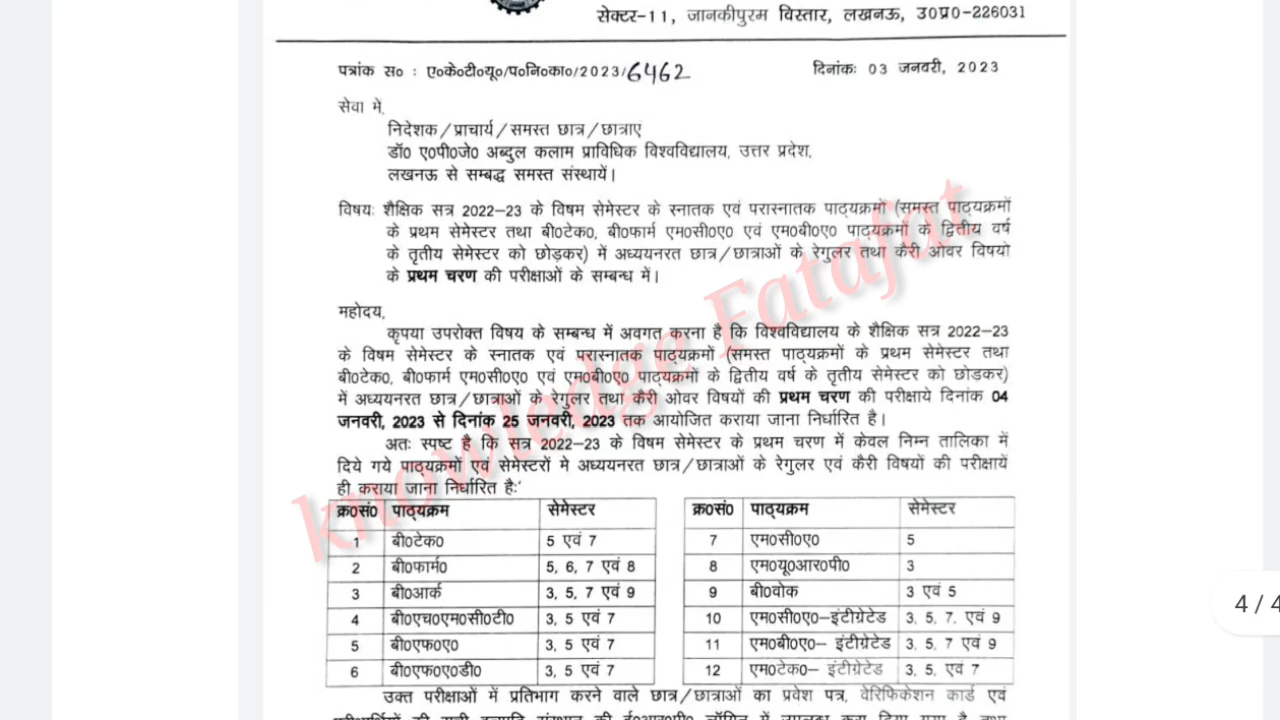 सेक्टर-11, जानकीपुरम विस्तार, लखनऊ, उ0प्र0-226031
पत्रांक स० : ए०के०टी०यू०/प०नि०का०/2023/6462
दिनांकः 03 जनवरी, 2023
सेवा में,
निदेशक/प्राचार्य/समस्त छात्र/छात्राएं
डॉ0 ए0पी0जे0 अब्दुल कलाम प्राविधिक विश्वविद्यालय, उत्तर प्रदेश,
लखनऊ से सम्बद्ध समस्त संस्थायें।
विषयः शैक्षिक सत्र 2022-23 के विषम सेमेस्टर के स्नातक एवं परास्नातक पाठ्यक्रमों (समस्त पाठ्यक्रमों
के प्रथम सेमेस्टर तथा बी0टेक0, बी0फार्म एम0सी0ए0 एवं एम0बी0ए0 पाठ्यक्रमों के द्वितीय वर्ष
के तृतीय सेमेस्टर को छोड़कर) में अध्ययनरत छात्र/छात्राओं के रेगुलर तथा कैरी ओवर विषयों
के प्रथम चरण की परीक्षाओं के सम्बन्ध में।
महोदय,
कृपया उपरोक्त विषय के सम्बन्ध में अवगत करना है कि विश्वविद्यालय के शैक्षिक सत्र 2022-23
के विषम सेमेस्टर के स्नातक एवं परास्नातक पाठ्यक्रमों (समस्त पाठ्यक्रमों के प्रथम सेमेस्टर तथा
बी0टेक0, बी0फार्म एम0सी0ए0 एवं एम0बी0ए0 पाठ्यक्रमों के द्वितीय वर्ष के तृतीय सेमेस्टर को छोडकर)
में अध्ययनरत छात्र/छात्राओं के रेगुलर तथा कैरी ओवर विषयों की प्रथम चरण की परीक्षाये दिनांक 04
जनवरी, 2023 से दिनांक 25 जनवरी, 2023 तक आयोजित कराया जाना निर्धारित है।
अतः स्पष्ट है कि सत्र 2022-23 के विषम सेमेस्टर के प्रथम चरण में केवल निम्न तालिका में
दिये गये पाठ्यक्रमों एवं सेमेस्टरों मे अध्ययनरत छात्र/छात्राओं के रेगुलर एवं कैरी विषयों की परीक्षायें
ही कराया जाना निर्धारित हैः
क्र0सं0 पाठ्यक्रम सेमेस्टर
1 बी0टेक0 5 एवं 7
2 बी0फार्म0 5, 6, 7 एवं 8
3 बी0आर्क 3, 5, 7 एवं 9
4 बी0एच0एम0सी0टी0 3, 5 एवं 7
5 बी0एफ0ए0 3, 5 एवं 7
6 बी0एफ0ए0डी0 3, 5 एवं 7
क्र0सं0 पाठ्यक्रम सेमेस्टर
7 एम0सी0ए0 5
8 एम0यू0आर0पी0 3
9 बी0वोक 3 एवं 5
10 एम0सी0ए0-इंटीग्रेटेड 3, 5, 7, एवं 9
11 एम0बी0ए0- इंटीग्रेटेड 3, 5, 7 एवं 9
12 एम0टेक0- इंटीग्रेटेड 3, 5, एवं 7
उक्त परीक्षाओं में प्रतिभाग करने वाले छात्र/छात्राओं का प्रवेश पत्र, वेरिफिकेशन कार्ड एवं
knowledge Fatafat
4 / 4